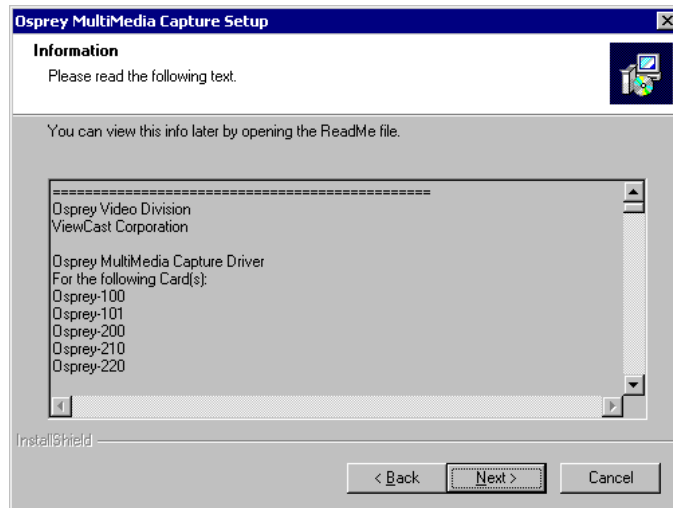 Osprey MultiMedia Capture Setup
Information
Please read the following text.
You can view this info later by opening the ReadMe file.
================================================
Osprey Video Division
ViewCast Corporation
Osprey MultiMedia Capture Driver
For the following Card(s):
Osprey-100
Osprey-101
Osprey-200
Osprey-210
Osprey-220
InstallShield
< Back
Next >
Cancel